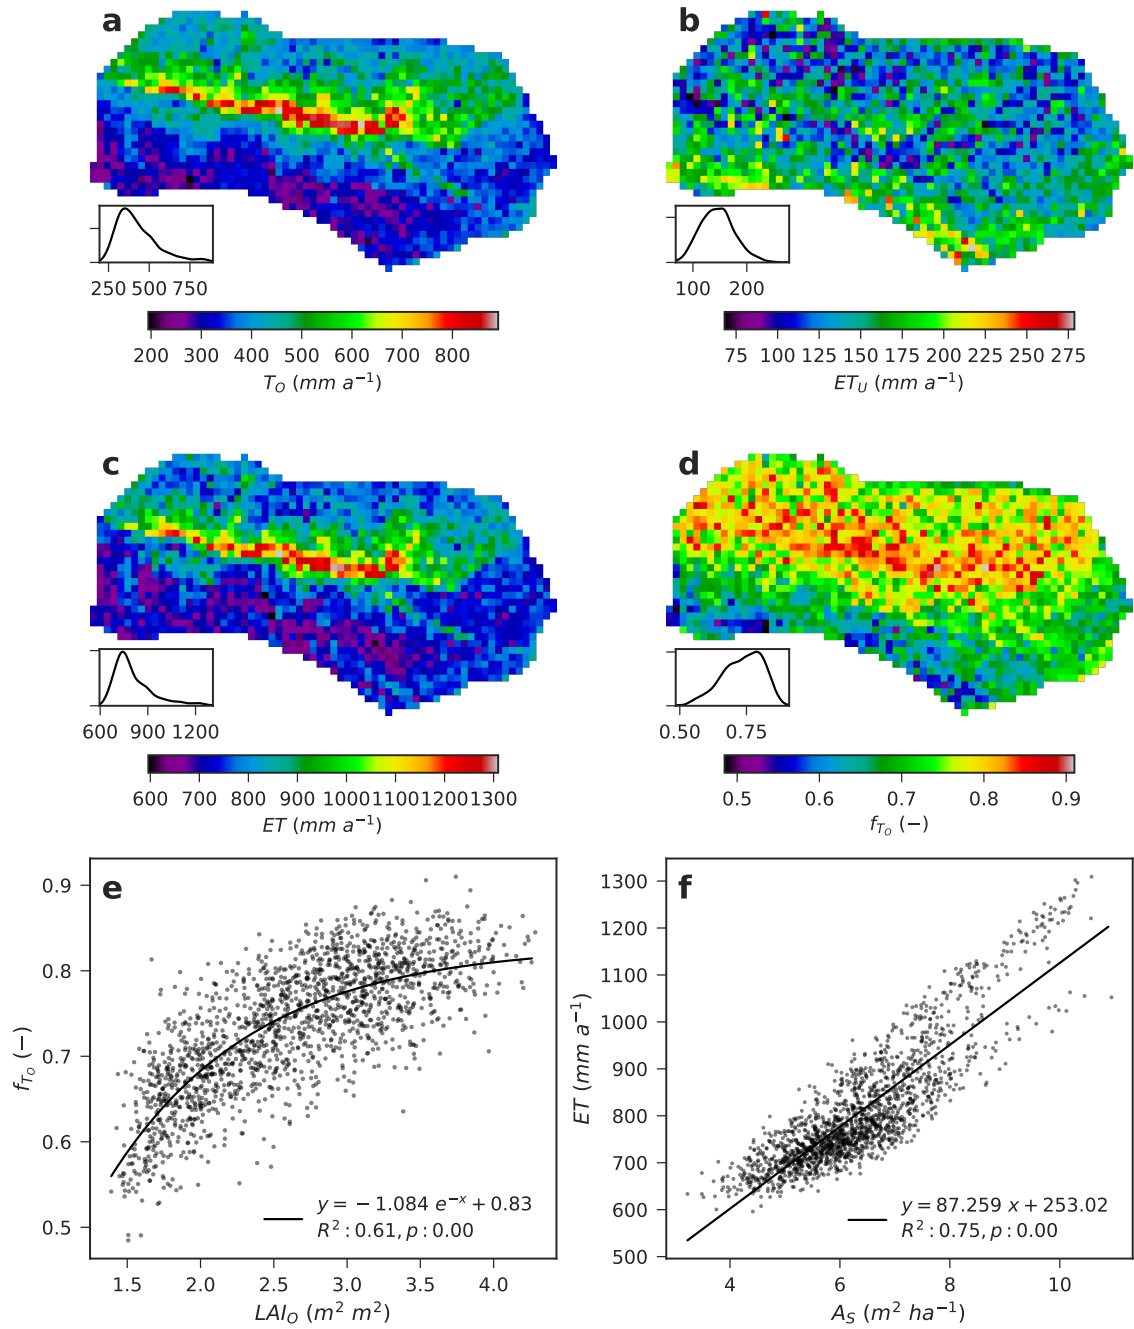 a
b
250 500 750
100 200
200 300 400 500 600 700 800
75 100 125 150 175 200 225 250 275
T_O (mm a⁻¹)
ET_U (mm a⁻¹)
c
d
600 900 1200
0.50 0.75
600 700 800 900 1000 1100 1200 1300
0.5 0.6 0.7 0.8 0.9
ET (mm a⁻¹)
f_{T_O} (−)
e
0.9
0.8
0.7
0.6
0.5
f_{T_O} (−)
y = − 1.084 e⁻ˣ + 0.83
R² : 0.61, p : 0.00
1.5 2.0 2.5 3.0 3.5 4.0
LAI_O (m² m²)
f
1300
1200
1100
1000
900
800
700
600
500
ET (mm a⁻¹)
y = 87.259 x + 253.02
R² : 0.75, p : 0.00
4 6 8 10
A_S (m² ha⁻¹)